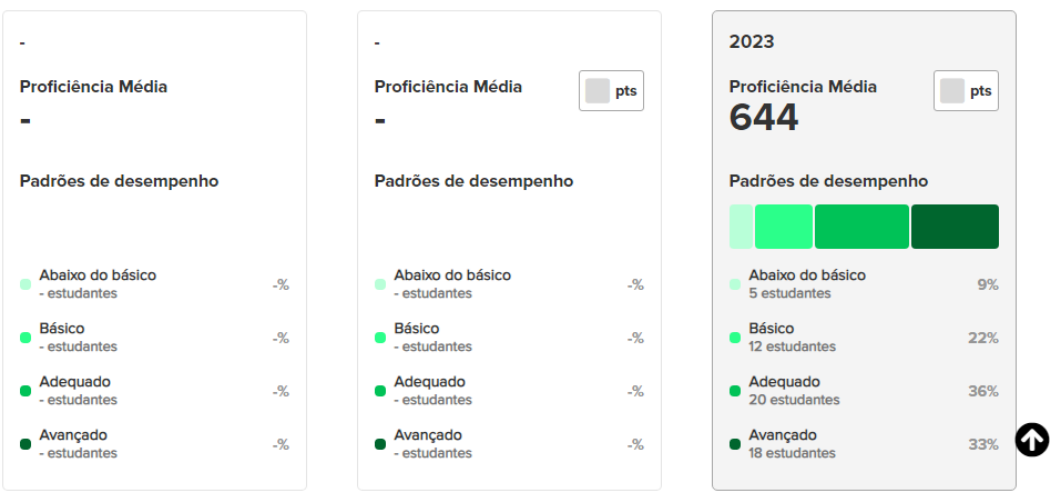 -
Proficiência Média
-
Padrões de desempenho
Abaixo do básico
- estudantes
-%
Básico
- estudantes
-%
Adequado
- estudantes
-%
Avançado
- estudantes
-%
-
Proficiência Média
pts
-
Padrões de desempenho
Abaixo do básico
- estudantes
-%
Básico
- estudantes
-%
Adequado
- estudantes
-%
Avançado
- estudantes
-%
2023
Proficiência Média
pts
644
Padrões de desempenho
Abaixo do básico
5 estudantes
9%
Básico
12 estudantes
22%
Adequado
20 estudantes
36%
Avançado
18 estudantes
33%